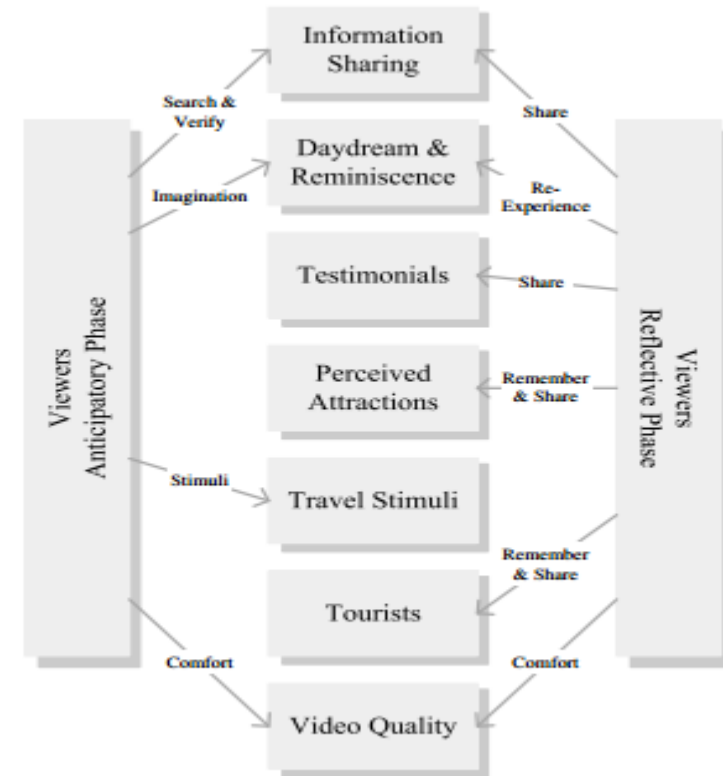 Information
Sharing
Search &
Verify
Share
Daydream &
Reminiscence
Imagination
Re-
Experience
Testimonials
Share
Viewers
Anticipatory Phase
Perceived
Attractions
Remember
& Share
Viewers
Reflective Phase
Stimuli
Travel Stimuli
Remember
& Share
Tourists
Comfort
Comfort
Video Quality